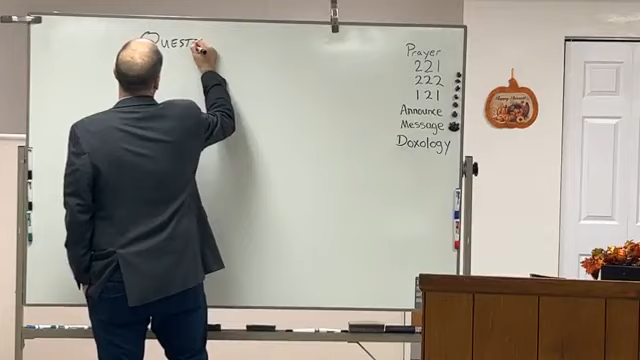 QUEST
Prayer
221
222
121
Announce
Message
Doxology